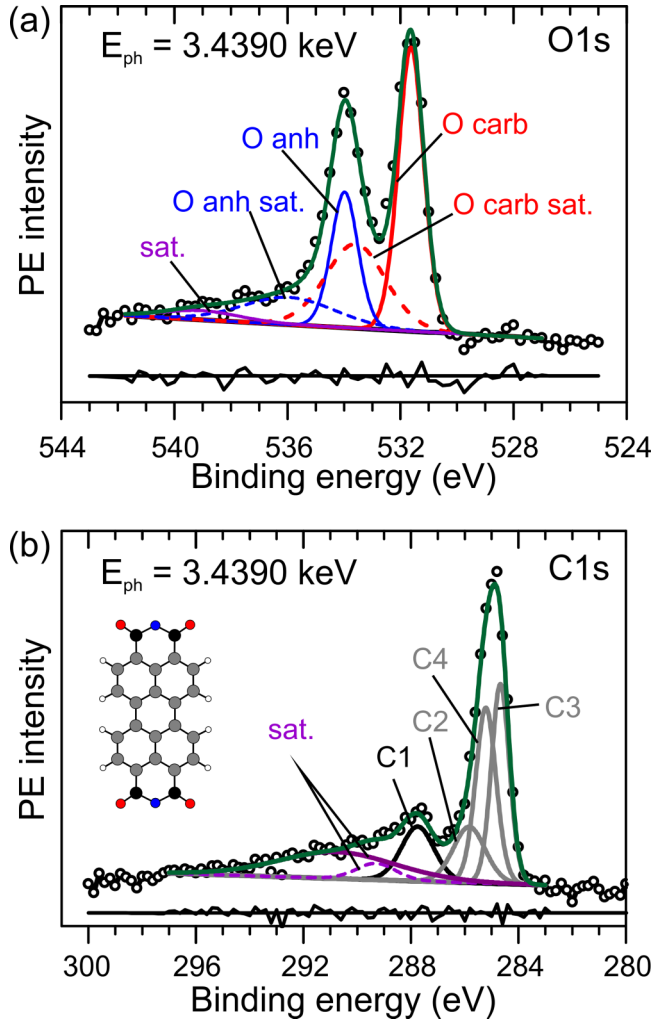 (a)
E_ph = 3.4390 keV
O1s
O anh
O carb
O anh sat.
O carb sat.
sat.
PE intensity
544 540 536 532 528 524
Binding energy (eV)
(b)
E_ph = 3.4390 keV
C1s
C4
C3
C2
sat.
C1
PE intensity
300 296 292 288 284 280
Binding energy (eV)